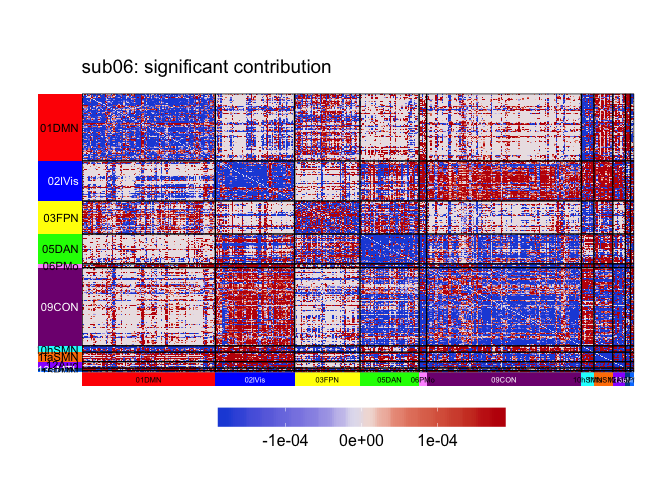 sub06: significant contribution
01DMN
02lVis
03FPN
05DAN
06PMo
09CON
01DMN 02lVis 03FPN 05DAN 09CON
-1e-04 0e+00 1e-04